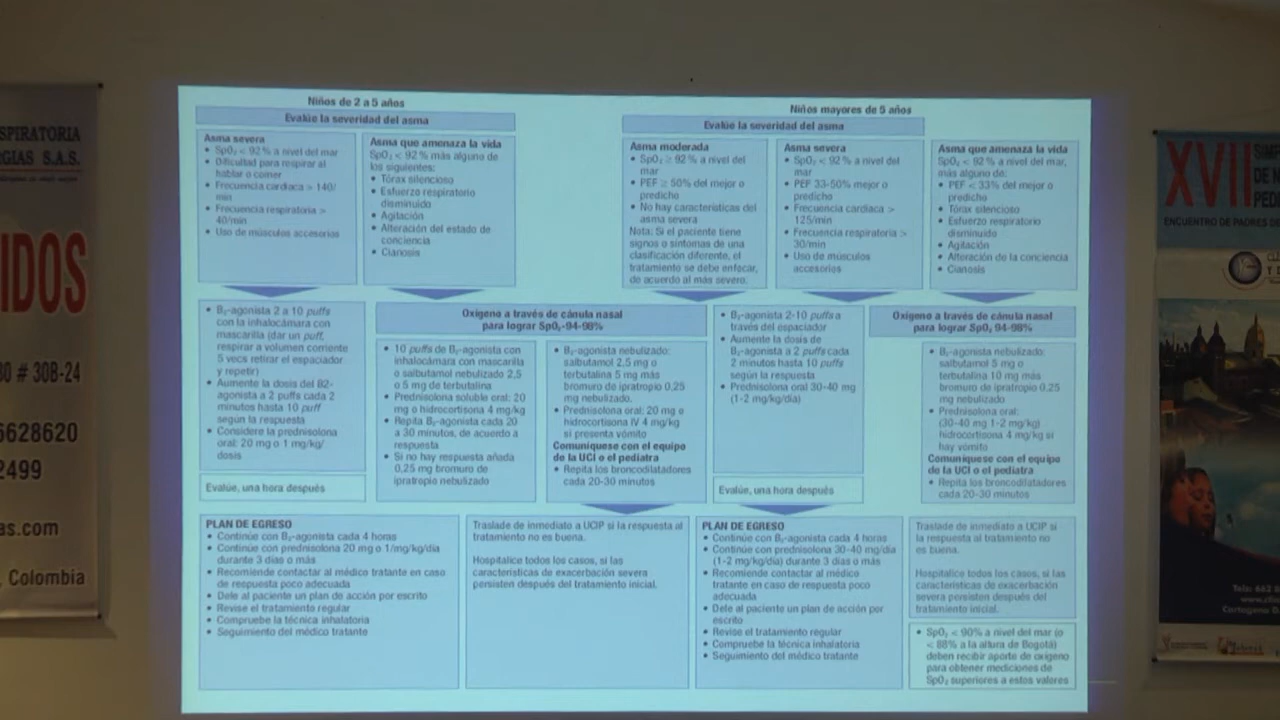 SPIRATORIA
GIAS S.A.S.
IDOS
30 # 30B-24
6628620
2499
as.com
, Colombia
Niños de 2 a 5 años
Evalúe la severidad del asma
Asma severa
• SpO₂ < 92 % a nivel del mar
• Dificultad para respirar al
hablar o comer
• Frecuencia cardiaca > 140/
min
• Frecuencia respiratoria >
40/min
• Uso de músculos accesorios
Asma que amenaza la vida
SpO₂ < 92 % más alguno de
los siguientes:
• Tórax silencioso
• Esfuerzo respiratorio
disminuido
• Agitación
• Alteración del estado de
conciencia
• Cianosis
• B₂-agonista 2 a 10 puffs
con la inhalocámara con
mascarilla (dar un puff,
respirar a volumen corriente
5 vecs retirar el espaciador
y repetir)
• Aumente la dosis del B2-
agonista a 2 puffs cada 2
minutos hasta 10 puff
según la respuesta
• Considere la prednisolona
oral: 20 mg o 1 mg/kg/
dosis
Evalúe, una hora después
Oxígeno a través de cánula nasal
para lograr SpO₂-94-98%
• 10 puffs de B₂-agonista con
inhalocámara con mascarilla
o salbutamol nebulizado 2,5
o 5 mg de terbutalina
• Prednisolona soluble oral: 20
mg o hidrocortisona 4 mg/kg
• Repita B₂-agonista cada 20
a 30 minutos, de acuerdo a
respuesta
• Si no hay respuesta añada
0,25 mg bromuro de
ipratropio nebulizado
• B₂-agonista nebulizado:
salbutamol 2,5 mg o
terbutalina 5 mg más
bromuro de ipratropio 0,25
mg nebulizado.
• Prednisolona oral: 20 mg o
hidrocortisona IV 4 mg/kg
si presenta vómito
Comuníquese con el equipo
de la UCI o el pediatra
• Repita los broncodilatadores
cada 20-30 minutos
PLAN DE EGRESO
• Continúe con B₂-agonista cada 4 horas
• Continúe con prednisolona 20 mg o 1/mg/kg/día
durante 3 días o más
• Recomiende contactar al médico tratante en caso
de respuesta poco adecuada
• Dele al paciente un plan de acción por escrito
• Revise el tratamiento regular
• Compruebe la técnica inhalatoria
• Seguimiento del médico tratante
Traslade de inmediato a UCIP si la respuesta al
tratamiento no es buena.
Hospitalice todos los casos, si las
características de exacerbación severa
persisten después del tratamiento inicial.
Niños mayores de 5 años
Evalúe la severidad del asma
Asma moderada
• SpO₂ ≥ 92% a nivel del
mar
• PEF ≥ 50% del mejor o
predicho
• No hay características del
asma severa
Nota: Si el paciente tiene
signos o síntomas de una
clasificación diferente, el
tratamiento se debe enfocar,
de acuerdo al más severo.
Asma severa
• SpO₂ < 92% a nivel del
mar
• PEF 33-50% mejor o
predicho
• Frecuencia cardiaca >
125/min
• Frecuencia respiratoria >
30/min
• Uso de músculos
accesorios
Asma que amenaza la vida
SpO₂ < 92 % a nivel del mar,
más alguno de:
• PEF < 33% del mejor o
predicho
• Tórax silencioso
• Esfuerzo respiratorio
disminuido
• Agitación
• Alteración de la conciencia
• Cianosis
• B₂-agonista 2-10 puffs a
través del espaciador
• Aumente la dosis de
B₂-agonista a 2 puffs cada
2 minutos hasta 10 puffs
según la respuesta
• Prednisolona oral 30-40 mg
(1-2 mg/kg/día)
Evalúe, una hora después
Oxígeno a través de cánula nasal
para lograr SpO₂ 94-98%
• B₂-agonista nebulizado:
salbutamol 5 mg o
terbutalina 10 mg más
bromuro de ipratropio 0.25
mg nebulizado.
• Prednisolona oral:
(30-40 mg 1-2 mg/kg)
hidrocortisona 4 mg/kg si
hay vómito
Comuníquese con el equipo
de la UCI o el pediatra
• Repita los broncodilatadores
cada 20-30 minutos
PLAN DE EGRESO
• Continúe con B₂-agonista cada 4 horas
• Continúe con prednisolona 30-40 mg/día
(1-2 mg/kg/día) durante 3 días o más
• Recomiende contactar al médico
tratante en caso de respuesta poco
adecuada
• Dele al paciente un plan de acción por
escrito
• Revise el tratamiento regular
• Compruebe la técnica inhalatoria
• Seguimiento del médico tratante
Traslade de inmediato a UCIP si
la respuesta al tratamiento no
es buena.
Hospitalice todos los casos, si las
características de exacerbación
severa persisten después del
tratamiento inicial.
• SpO₂ < 90% a nivel del mar (o
< 88% a la altura de Bogotá)
deben recibir aporte de oxígeno
para obtener mediciones de
SpO₂ superiores a estos valores
XVII
SIM
DE
PED
ENCUENTRO DE PADRES D
Tels: 662
Cartagena